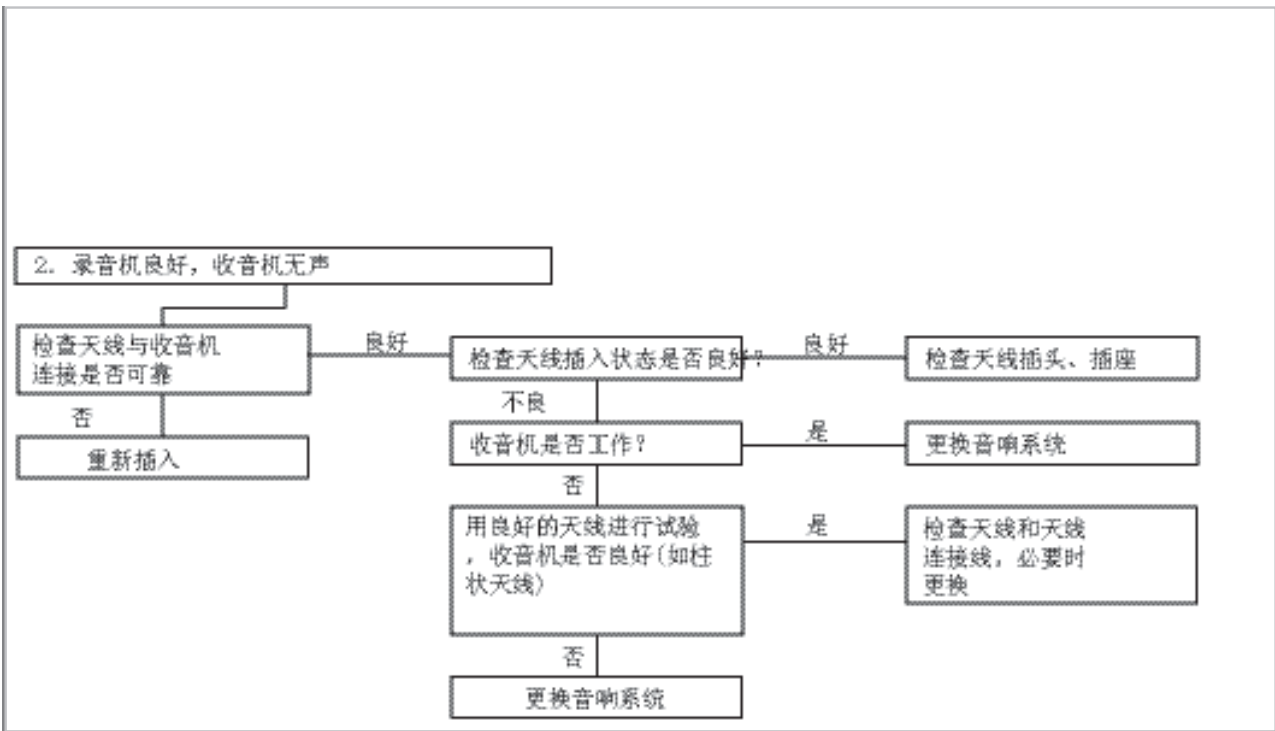 2. 录音机良好，收音机无声
检查天线与收音机
连接是否可靠
良好
检查天线插入状态是否良好？
良好
检查天线插头、插座
否
重新插入
不良
收音机是否工作？
是
更换音响系统
否
用良好的天线进行试验
，收音机是否良好(如柱
状天线)
是
检查天线和天线
连接线，必要时
更换
否
更换音响系统